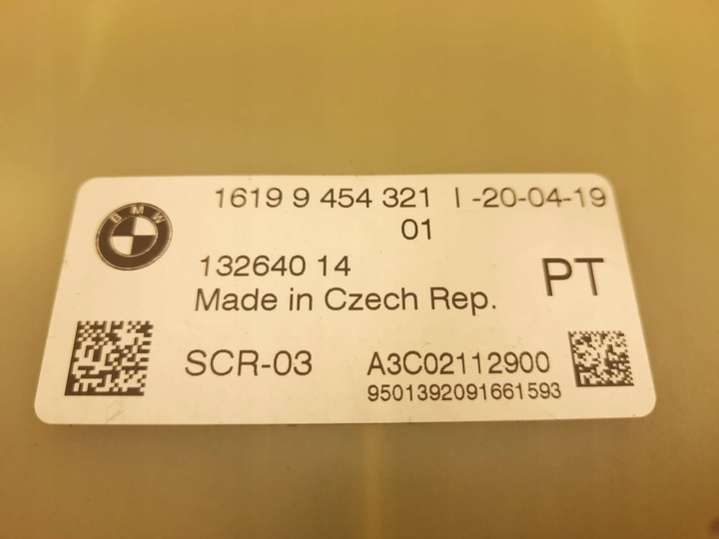 BMW
1619 9 454 321 I -20-04-19
01
132640 14
PT
Made in Czech Rep.
SCR-03 A3C02112900
9501392091661593